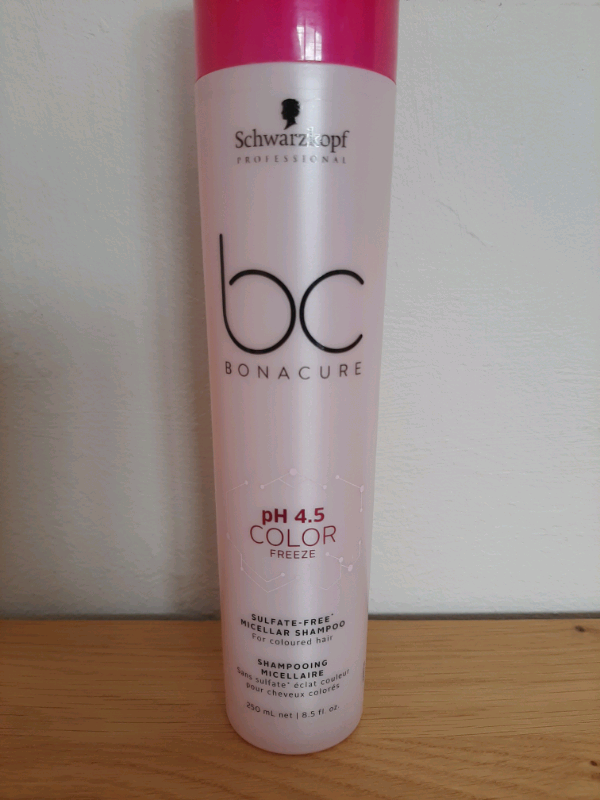 Schwarzkopf
PROFESSIONAL
bc
BONACURE
pH 4.5
COLOR
FREEZE
SULFATE-FREE*
MICELLAR SHAMPOO
For coloured hair
SHAMPOOING
MICELLAIRE
Sans sulfate* éclat couleur
pour cheveux colorés
250 mL net | 8.5 fl. oz.